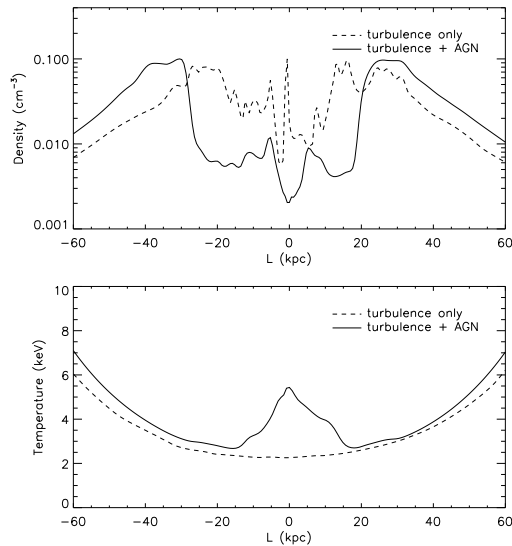 turbulence only
turbulence + AGN
Density (cm⁻³)
0.100
0.010
0.001
−60 −40 −20 0 20 40 60
L (kpc)
turbulence only
turbulence + AGN
Temperature (keV)
10
8
6
4
2
0
−60 −40 −20 0 20 40 60
L (kpc)